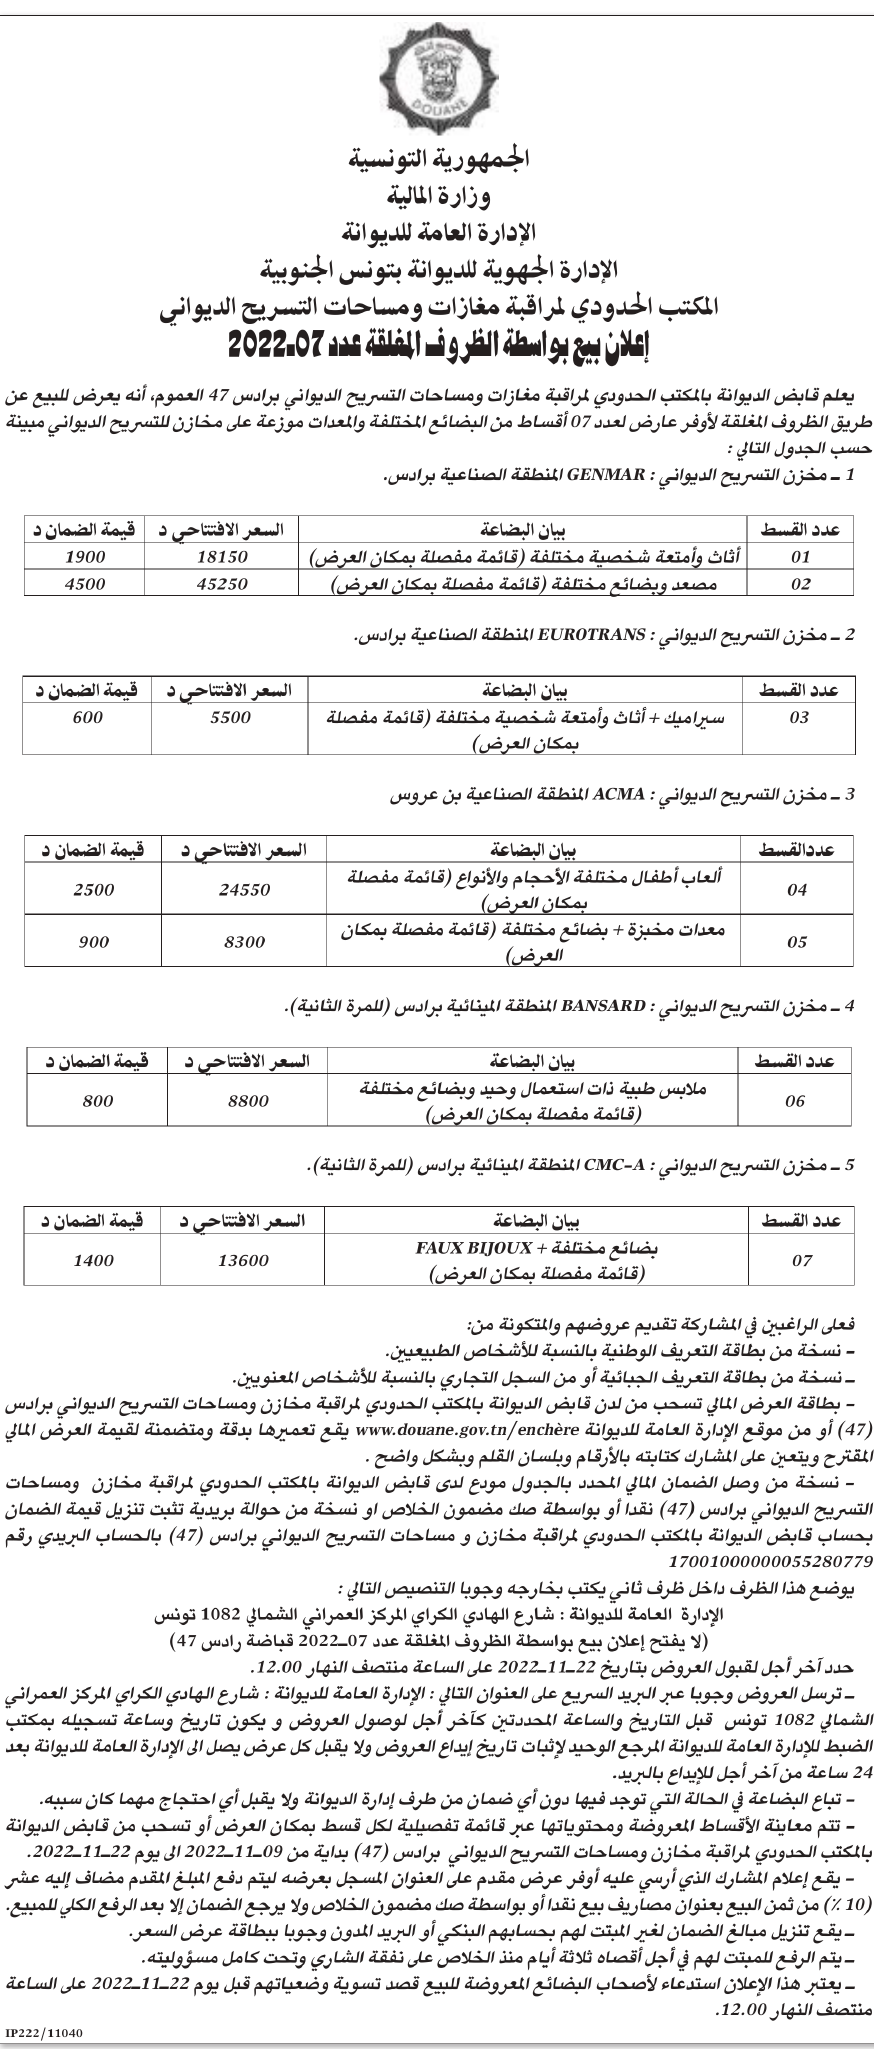 DOUANE
الجمهورية التونسية
وزارة المالية
الإدارة العامة للديوانة
الإدارة الجهوية للديوانة بتونس الجنوبية
المكتب الحدودي لمراقبة مغازات ومساحات التسريح الديواني
إعلان بيع بواسطة الظروف المغلقة عدد 07ـ2022
يعلم قابض الديوانة بالمكتب الحدودي لمراقبة مغازات ومساحات التسريح الديواني برادس 47 العموم، أنه يعرض للبيع عن
طريق الظروف المغلقة لأوفر عارض لعدد 07 أقساط من البضائع المختلفة والمعدات موزعة على مخازن للتسريح الديواني مبينة
حسب الجدول التالي :
1 ـ مخزن التسريح الديواني : GENMAR المنطقة الصناعية برادس.
عدد القسط بيان البضاعة السعر الافتتاحي د قيمة الضمان د
01 أثاث وأمتعة شخصية مختلفة (قائمة مفصلة بمكان العرض) 18150 1900
02 مصعد وبضائع مختلفة (قائمة مفصلة بمكان العرض) 45250 4500
2 ـ مخزن التسريح الديواني : EUROTRANS المنطقة الصناعية برادس.
عدد القسط بيان البضاعة السعر الافتتاحي د قيمة الضمان د
03 سيراميك + أثاث وأمتعة شخصية مختلفة (قائمة مفصلة 5500 600
بمكان العرض)
3 ـ مخزن التسريح الديواني : ACMA المنطقة الصناعية بن عروس
عددالقسط بيان البضاعة السعر الافتتاحي د قيمة الضمان د
04 ألعاب أطفال مختلفة الأحجام والأنواع (قائمة مفصلة 24550 2500
بمكان العرض)
05 معدات مخبزة + بضائع مختلفة (قائمة مفصلة بمكان 8300 900
العرض)
4 ـ مخزن التسريح الديواني : BANSARD المنطقة المينائية برادس (للمرة الثانية).
عدد القسط بيان البضاعة السعر الافتتاحي د قيمة الضمان د
06 ملابس طبية ذات استعمال وحيد وبضائع مختلفة 8800 800
(قائمة مفصلة بمكان العرض)
5 ـ مخزن التسريح الديواني : CMC-A المنطقة المينائية برادس (للمرة الثانية).
عدد القسط بيان البضاعة السعر الافتتاحي د قيمة الضمان د
07 بضائع مختلفة + FAUX BIJOUX 13600 1400
(قائمة مفصلة بمكان العرض)
فعلى الراغبين في المشاركة تقديم عروضهم والمتكونة من:
– نسخة من بطاقة التعريف الوطنية بالنسبة للأشخاص الطبيعيين.
ـ نسخة من بطاقة التعريف الجبائية أو من السجل التجاري بالنسبة للأشخاص المعنويين.
– بطاقة العرض المالي تسحب من لدن قابض الديوانة بالمكتب الحدودي لمراقبة مخازن ومساحات التسريح الديواني برادس
(47) أو من موقع الإدارة العامة للديوانة www.douane.gov.tn/enchère يقع تعميرها بدقة ومتضمنة لقيمة العرض المالي
المقترح ويتعين على المشارك كتابته بالأرقام وبلسان القلم وبشكل واضح .
– نسخة من وصل الضمان المالي المحدد بالجدول مودع لدى قابض الديوانة بالمكتب الحدودي لمراقبة مخازن ومساحات
التسريح الديواني برادس (47) نقدا أو بواسطة صك مضمون الخلاص او نسخة من حوالة بريدية تثبت تنزيل قيمة الضمان
بحساب قابض الديوانة بالمكتب الحدودي لمراقبة مخازن و مساحات التسريح الديواني برادس (47) بالحساب البريدي رقم
17001000000055280779
يوضع هذا الظرف داخل ظرف ثاني يكتب بخارجه وجوبا التنصيص التالي :
الإدارة العامة للديوانة : شارع الهادي الكراي المركز العمراني الشمالي 1082 تونس
(لا يفتح إعلان بيع بواسطة الظروف المغلقة عدد 07ـ2022 قباضة رادس 47)
حدد آخر أجل لقبول العروض بتاريخ 22ـ11ـ2022 على الساعة منتصف النهار 12.00.
ـ ترسل العروض وجوبا عبر البريد السريع على العنوان التالي : الإدارة العامة للديوانة : شارع الهادي الكراي المركز العمراني
الشمالي 1082 تونس قبل التاريخ والساعة المحددتين كآخر أجل لوصول العروض و يكون تاريخ وساعة تسجيله بمكتب
الضبط للإدارة العامة للديوانة المرجع الوحيد لإثبات تاريخ إيداع العروض ولا يقبل كل عرض يصل الى الإدارة العامة للديوانة بعد
24 ساعة من آخر أجل للإيداع بالبريد.
– تباع البضاعة في الحالة التي توجد فيها دون أي ضمان من طرف إدارة الديوانة ولا يقبل أي احتجاج مهما كان سببه.
– تتم معاينة الأقساط المعروضة ومحتوياتها عبر قائمة تفصيلية لكل قسط بمكان العرض أو تسحب من قابض الديوانة
بالمكتب الحدودي لمراقبة مخازن ومساحات التسريح الديواني برادس (47) بداية من 09ـ11ـ2022 الى يوم 22ـ11ـ2022.
– يقع إعلام المشارك الذي أرسي عليه أوفر عرض مقدم على العنوان المسجل بعرضه ليتم دفع المبلغ المقدم مضاف إليه عشر
(10 ٪) من ثمن البيع بعنوان مصاريف بيع نقدا أو بواسطة صك مضمون الخلاص ولا يرجع الضمان إلا بعد الرفع الكلي للمبيع.
ـ يقع تنزيل مبالغ الضمان لغير المبتت لهم بحسابهم البنكي أو البريد المدون وجوبا ببطاقة عرض السعر.
ـ يتم الرفع للمبتت لهم في أجل أقصاه ثلاثة أيام منذ الخلاص على نفقة الشاري وتحت كامل مسؤوليته.
ـ يعتبر هذا الإعلان استدعاء لأصحاب البضائع المعروضة للبيع قصد تسوية وضعياتهم قبل يوم 22ـ11ـ2022 على الساعة
منتصف النهار 12.00.
IP222/11040